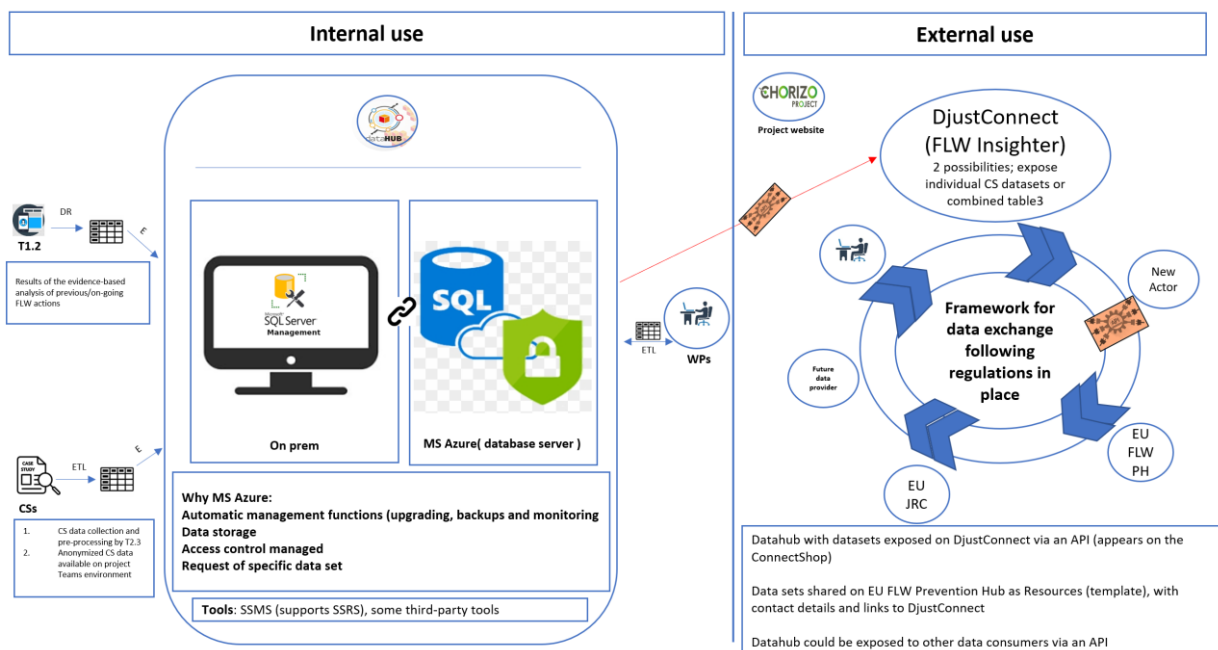 Internal use
External use
dataHUB
CHORIZO
PROJECT
Project website
DjustConnect
(FLW Insighter)
2 possibilities; expose
individual CS datasets or
combined table3
T1.2
DR
E
Results of the evidence-based
analysis of previous/on-going
FLW actions
Microsoft
SQL Server
Management
On prem
SQL
MS Azure( database server )
ETL
WPs
New
Actor
Framework for
data exchange
following
regulations in
place
Future
data
provider
EU
FLW
PH
EU
JRC
CASE
STUDY
ETL
E
CSs
1. CS data collection and
pre-processing by T2.3
2. Anonymized CS data
available on project
Teams environment
Why MS Azure:
Automatic management functions (upgrading, backups and monitoring
Data storage
Access control managed
Request of specific data set
Tools: SSMS (supports SSRS), some third-party tools
Datahub with datasets exposed on DjustConnect via an API (appears on the
ConnectShop)
Data sets shared on EU FLW Prevention Hub as Resources (template), with
contact details and links to DjustConnect
Datahub could be exposed to other data consumers via an API